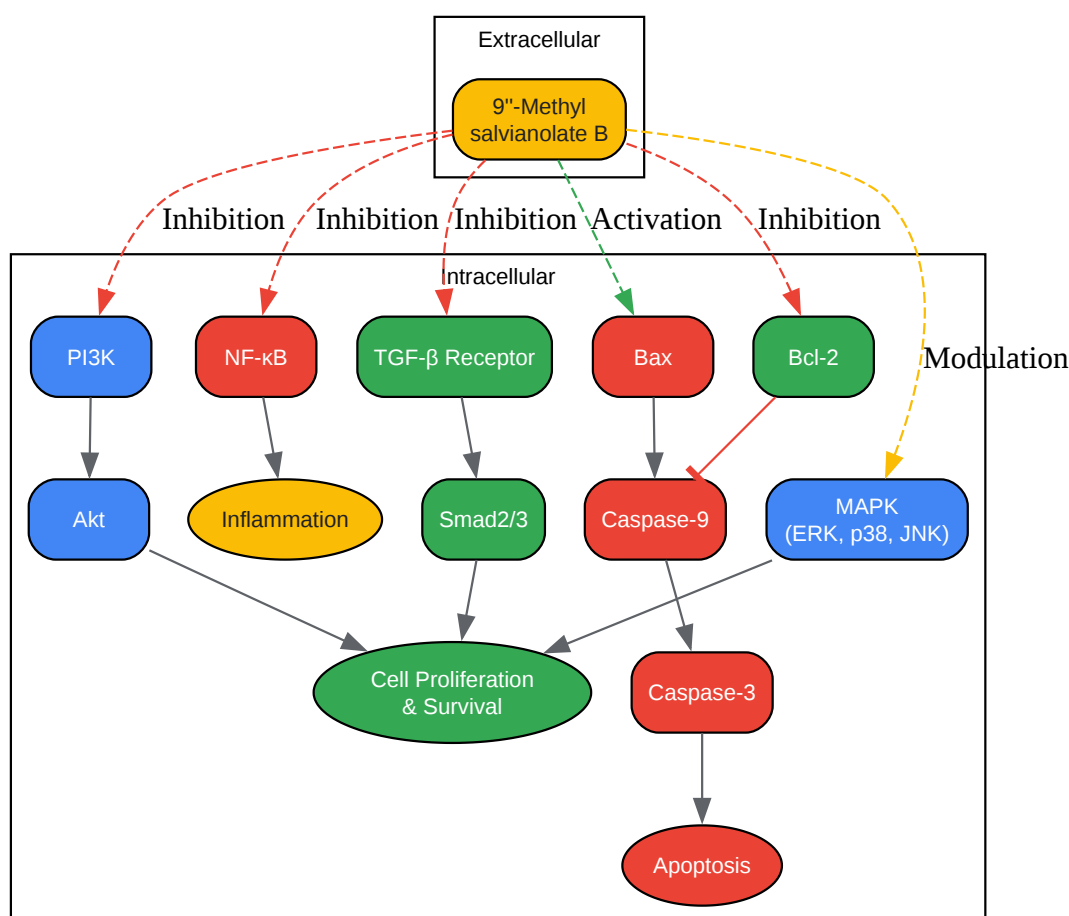 Extracellular
9"-Methyl
salvianolate B
Inhibition
Inhibition
Inhibition
Activation
Inhibition
Intracellular
PI3K
NF-κB
TGF-β Receptor
Bax
Bcl-2
Modulation
Akt
Inflammation
Smad2/3
Caspase-9
MAPK
(ERK, p38, JNK)
Cell Proliferation
& Survival
Caspase-3
Apoptosis